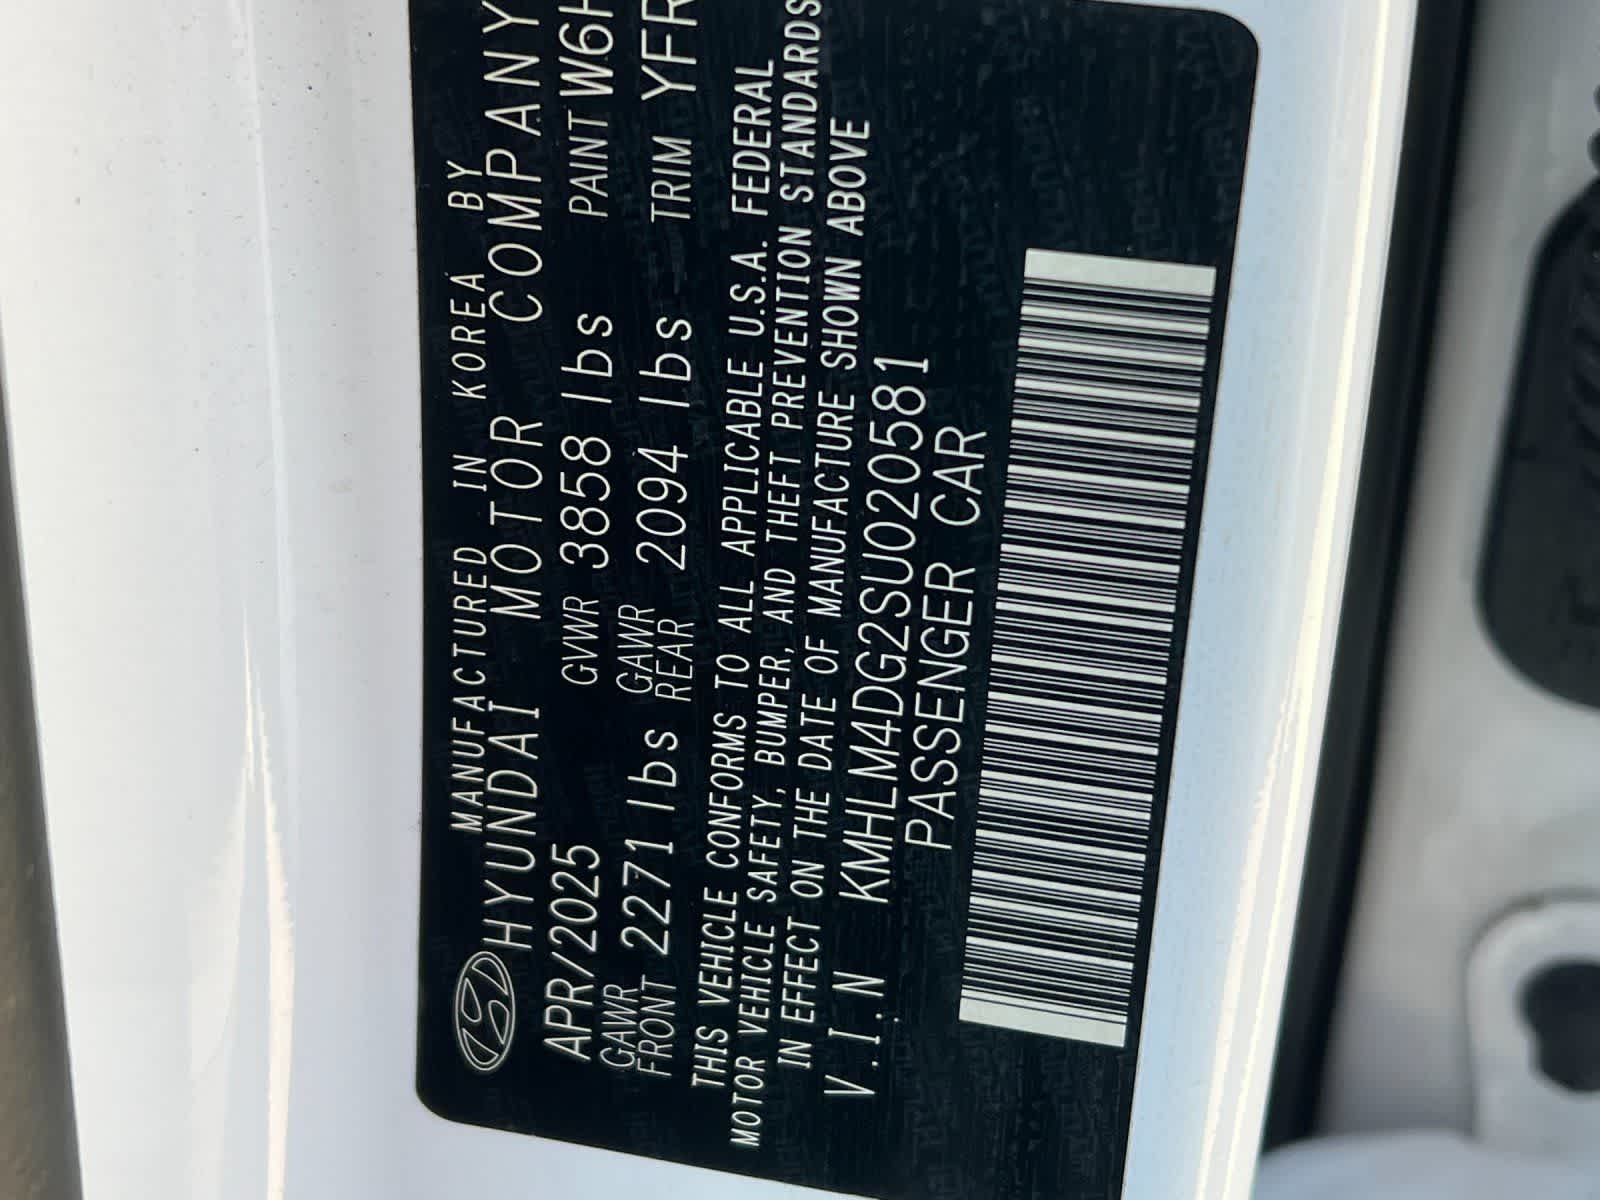 MANUFACTURED IN KOREA BY
HYUNDAI MOTOR COMPANY
APR/2025 GVWR 3858 lbs PAINT W6H
GAWR FRONT 2271 lbs GAWR REAR 2094 lbs TRIM YFR
THIS VEHICLE CONFORMS TO ALL APPLICABLE U.S.A. FEDERAL
MOTOR VEHICLE SAFETY, BUMPER, AND THEFT PREVENTION STANDARDS
IN EFFECT ON THE DATE OF MANUFACTURE SHOWN ABOVE
V.I.N KMHLM4DG2SU020581
PASSENGER CAR